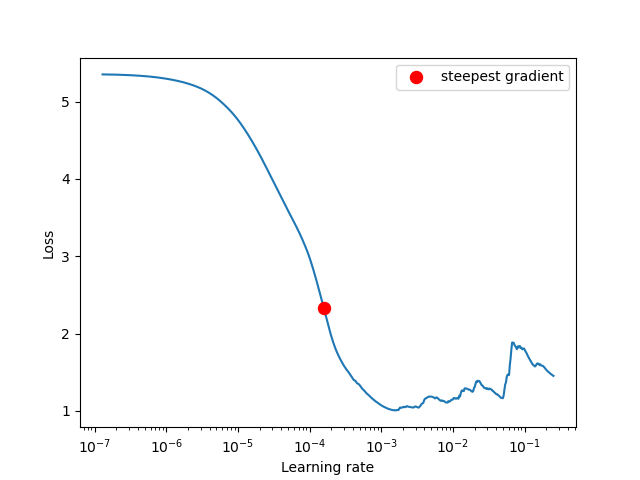 steepest gradient
5
4
3
2
1
Loss
10⁻⁷ 10⁻⁶ 10⁻⁵ 10⁻⁴ 10⁻³ 10⁻² 10⁻¹
Learning rate